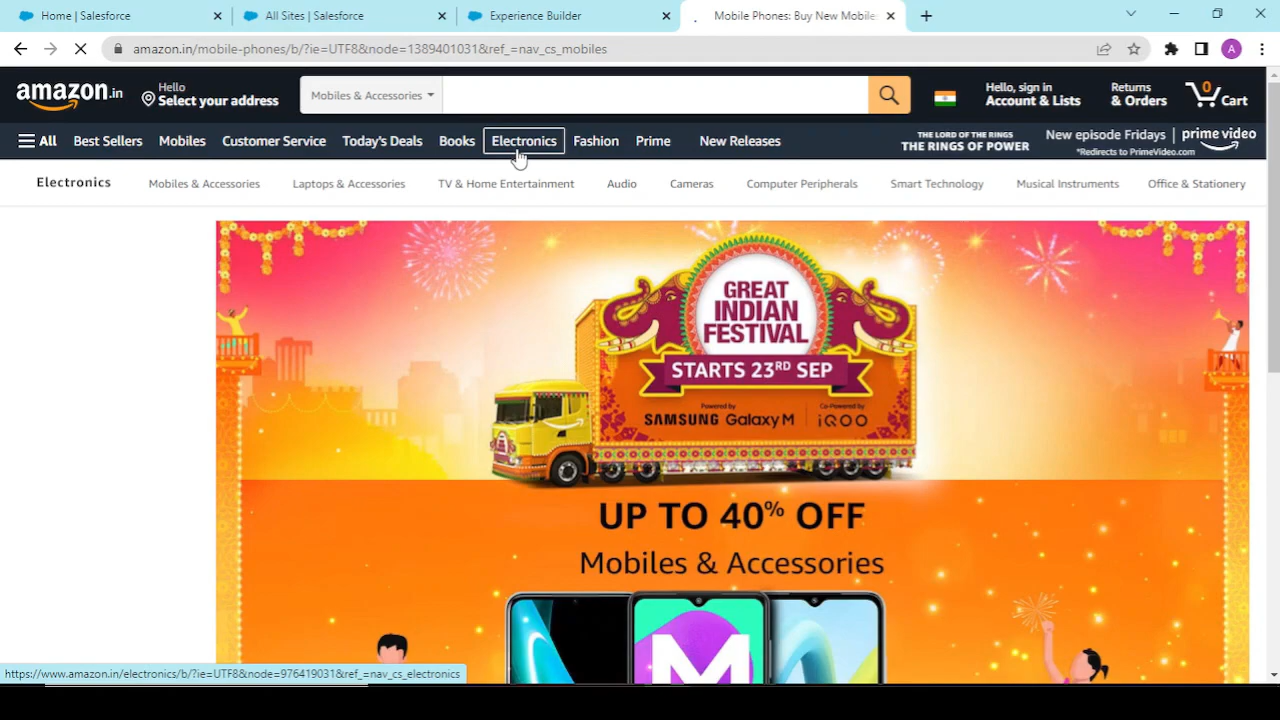 Home | Salesforce
All Sites | Salesforce
Experience Builder
Mobile Phones: Buy New Mobile
amazon.in/mobile-phones/b/?ie=UTF8&node=1389401031&ref_=nav_cs_mobiles
A
amazon.in
Hello
Select your address
Mobiles & Accessories
Hello, sign in
Account & Lists
Returns
& Orders
0
Cart
All
Best Sellers
Mobiles
Customer Service
Today's Deals
Books
Electronics
Fashion
Prime
New Releases
THE LORD OF THE RINGS
THE RINGS OF POWER
New episode Fridays
*Redirects to PrimeVideo.com
prime video
Electronics
Mobiles & Accessories
Laptops & Accessories
TV & Home Entertainment
Audio
Cameras
Computer Peripherals
Smart Technology
Musical Instruments
Office & Stationery
GREAT
INDIAN
FESTIVAL
STARTS 23RD SEP
Powered by
SAMSUNG Galaxy M
Co-Powered by
iQOO
UP TO 40% OFF
Mobiles & Accessories
M
https://www.amazon.in/electronics/b/?ie=UTF8&node=976419031&ref_=nav_cs_electronics